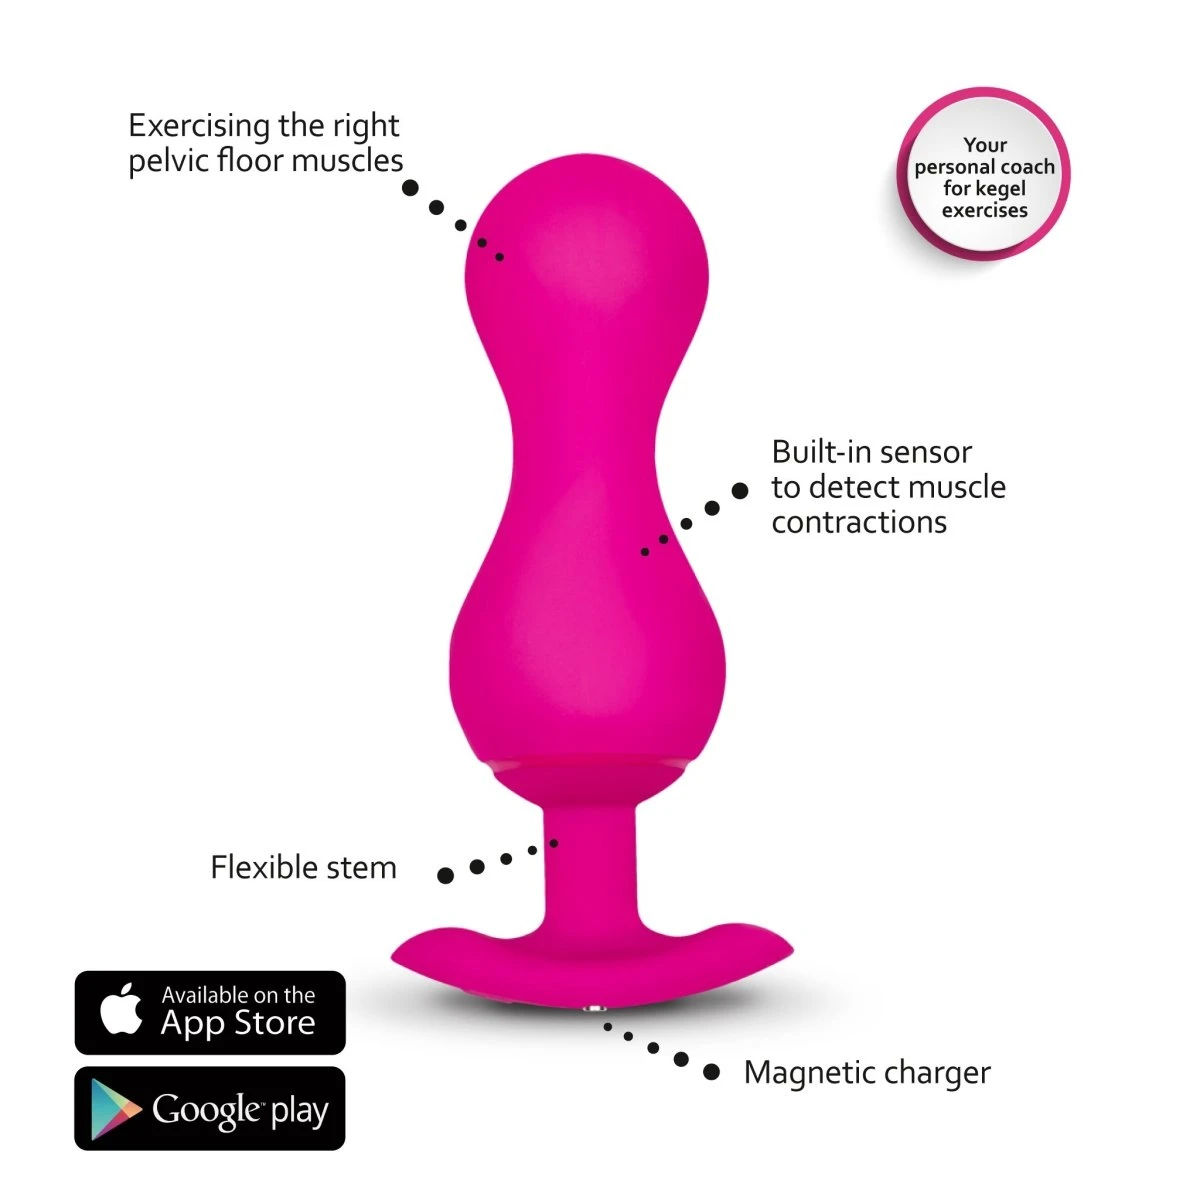 Exercising the right
pelvic floor muscles
Your
personal coach
for kegel
exercises
Built-in sensor
to detect muscle
contractions
Flexible stem
Available on the
App Store
Google™ play
Magnetic charger